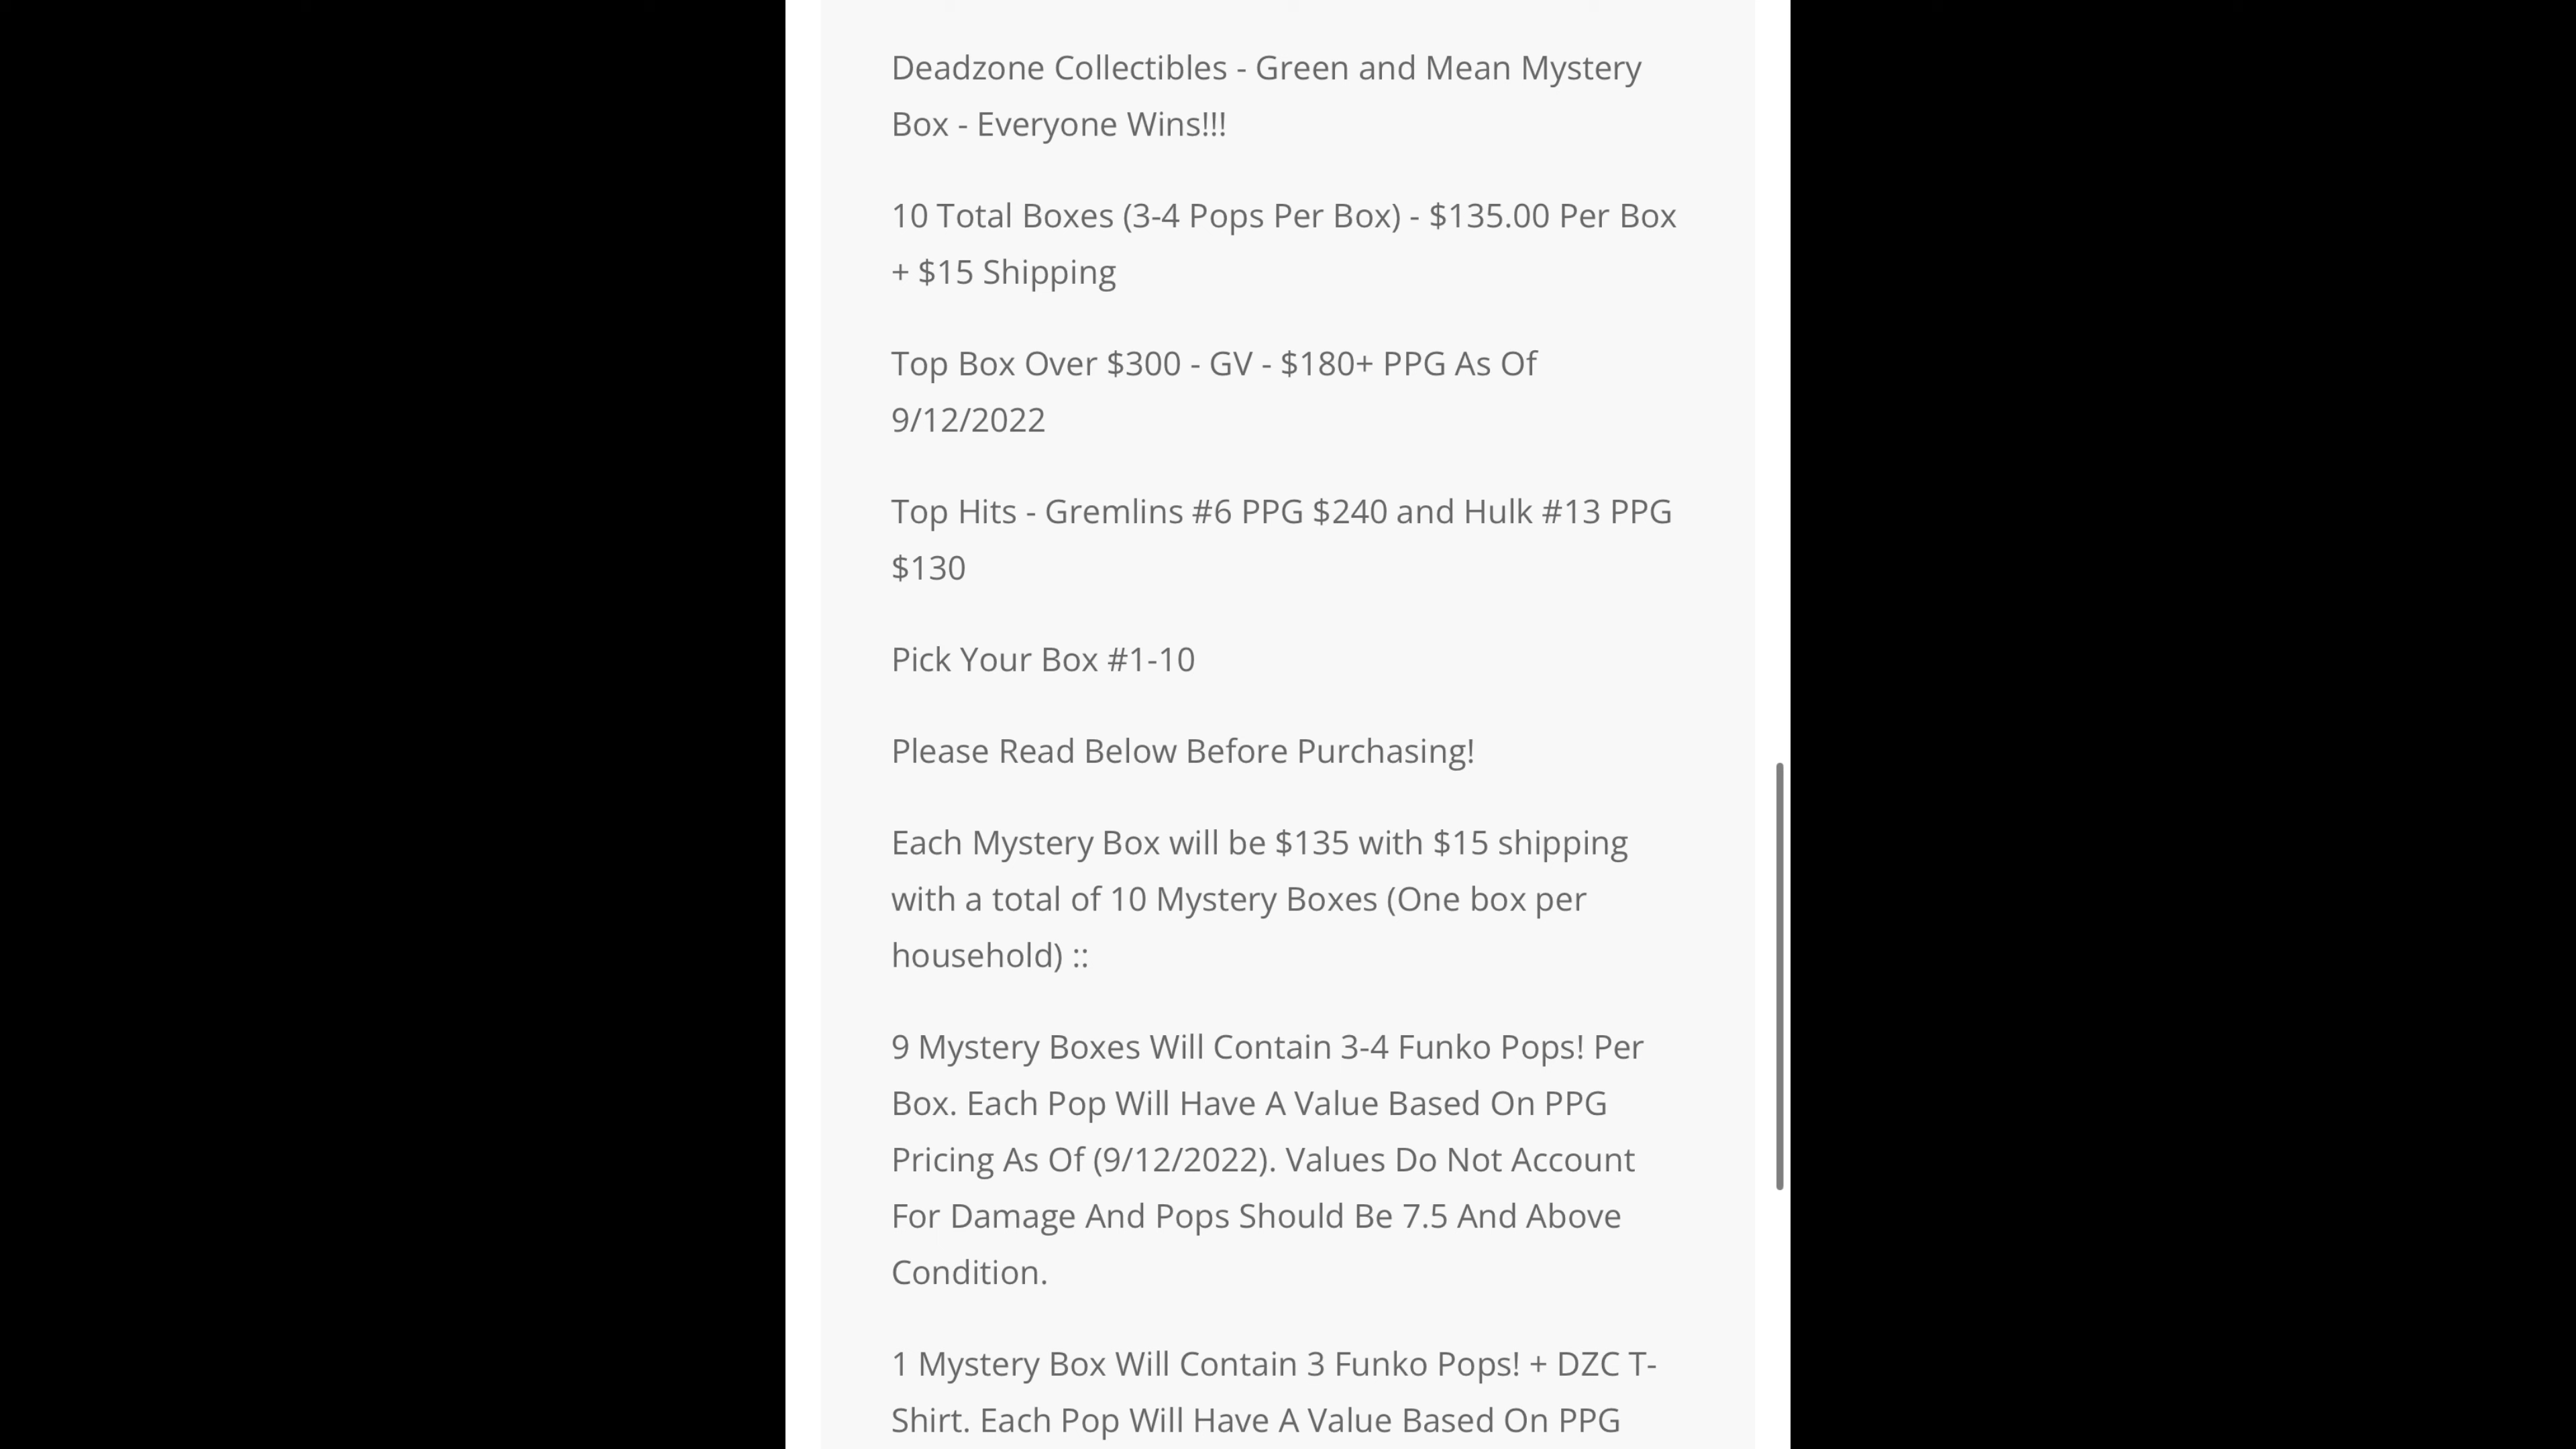 Deadzone Collectibles - Green and Mean Mystery
Box - Everyone Wins!!!
10 Total Boxes (3-4 Pops Per Box) - $135.00 Per Box
+ $15 Shipping
Top Box Over $300 - GV - $180+ PPG As Of
9/12/2022
Top Hits - Gremlins #6 PPG $240 and Hulk #13 PPG
$130
Pick Your Box #1-10
Please Read Below Before Purchasing!
Each Mystery Box will be $135 with $15 shipping
with a total of 10 Mystery Boxes (One box per
household) ::
9 Mystery Boxes Will Contain 3-4 Funko Pops! Per
Box. Each Pop Will Have A Value Based On PPG
Pricing As Of (9/12/2022). Values Do Not Account
For Damage And Pops Should Be 7.5 And Above
Condition.
1 Mystery Box Will Contain 3 Funko Pops! + DZC T-
Shirt. Each Pop Will Have A Value Based On PPG